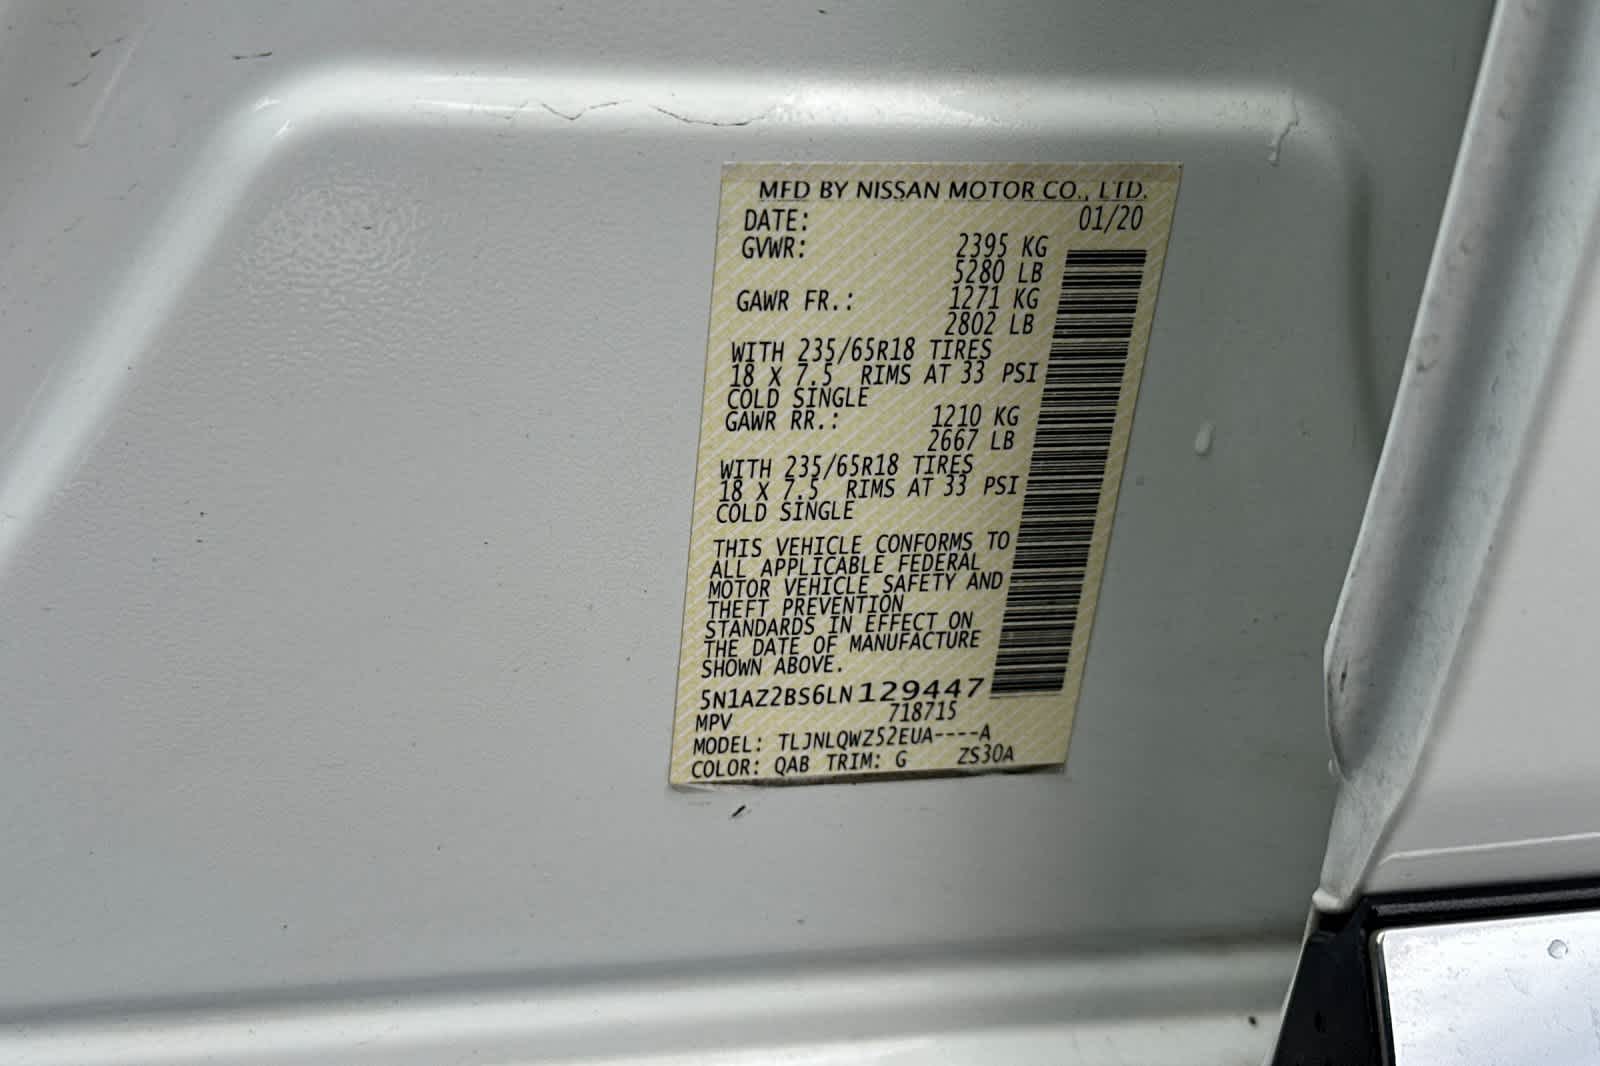 MFD BY NISSAN MOTOR CO., LTD.
DATE: 01/20
GVWR: 2395 KG
5280 LB
GAWR FR.: 1271 KG
2802 LB
WITH 235/65R18 TIRES
18 X 7.5 RIMS AT 33 PSI
COLD SINGLE
GAWR RR.: 1210 KG
2667 LB
WITH 235/65R18 TIRES
18 X 7.5 RIMS AT 33 PSI
COLD SINGLE
THIS VEHICLE CONFORMS TO
ALL APPLICABLE FEDERAL
MOTOR VEHICLE SAFETY AND
THEFT PREVENTION
STANDARDS IN EFFECT ON
THE DATE OF MANUFACTURE
SHOWN ABOVE.
5N1AZ2BS6LN129447
MPV 718715
MODEL: TLJNLQWZ52EUA----A
COLOR: QAB TRIM: G ZS30A